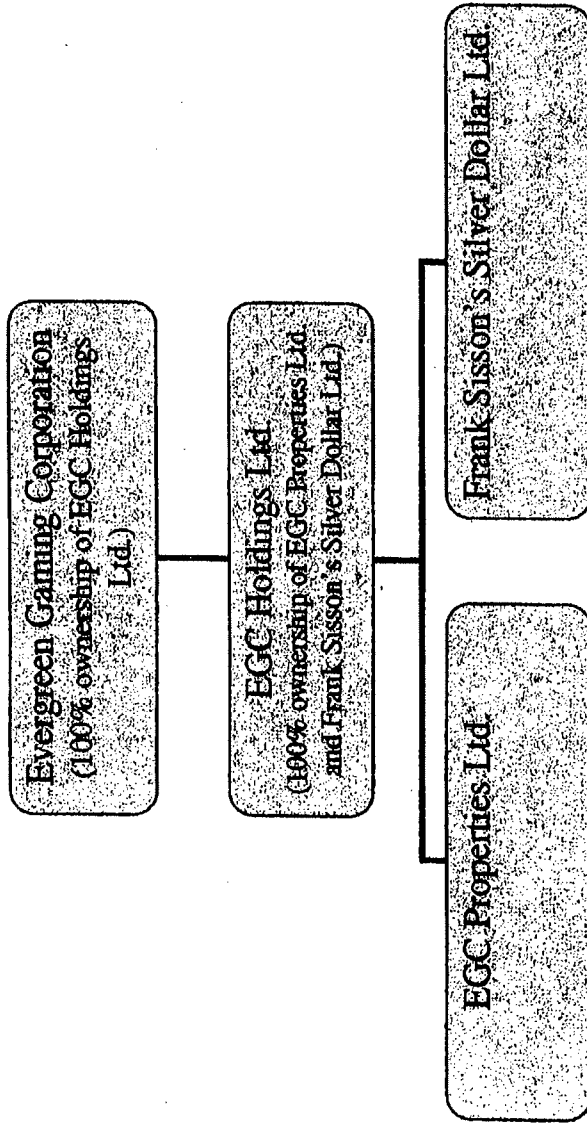 Evergreen Gaming Corporation
(100% ownership of EGC Holdings
Ltd.)
EGC Holdings Ltd.
(100% ownership of EGC Properties Ltd
and Frank Sisson's Silver Dollar Ltd.)
EGC Properties Ltd.
Frank Sisson's Silver Dollar Ltd.